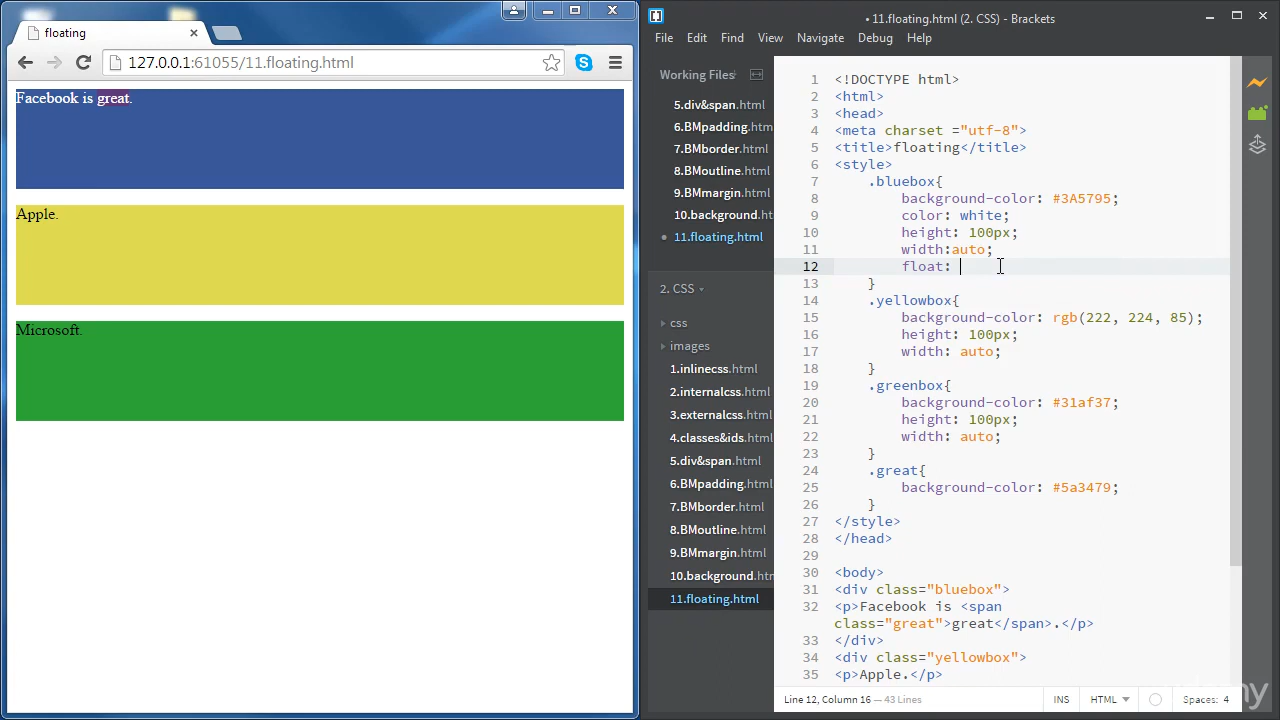 floating
127.0.0.1:61055/11.floating.html
Facebook is great.
Apple.
Microsoft.
• 11.floating.html (2. CSS) - Brackets
File Edit Find View Navigate Debug Help
Working Files
5.div&span.html
6.BMpadding.htm
7.BMborder.html
8.BMoutline.html
9.BMmargin.html
10.background.ht
11.floating.html
2. CSS
css
images
1.inlinecss.html
2.internalcss.html
3.externalcss.html
4.classes&ids.html
5.div&span.html
6.BMpadding.html
7.BMborder.html
8.BMoutline.html
9.BMmargin.html
10.background.htm
11.floating.html
1 <!DOCTYPE html>
2 <html>
3 <head>
4 <meta charset ="utf-8">
5 <title>floating</title>
6 <style>
7 .bluebox{
8 background-color: #3A5795;
9 color: white;
10 height: 100px;
11 width:auto;
12 float:
13 }
14 .yellowbox{
15 background-color: rgb(222, 224, 85);
16 height: 100px;
17 width: auto;
18 }
19 .greenbox{
20 background-color: #31af37;
21 height: 100px;
22 width: auto;
23 }
24 .great{
25 background-color: #5a3479;
26 }
27 </style>
28 </head>
29
30 <body>
31 <div class="bluebox">
32 <p>Facebook is <span
class="great">great</span>.</p>
33 </div>
34 <div class="yellowbox">
35 <p>Apple.</p>
Line 12, Column 16 — 43 Lines
INS HTML Spaces: 4